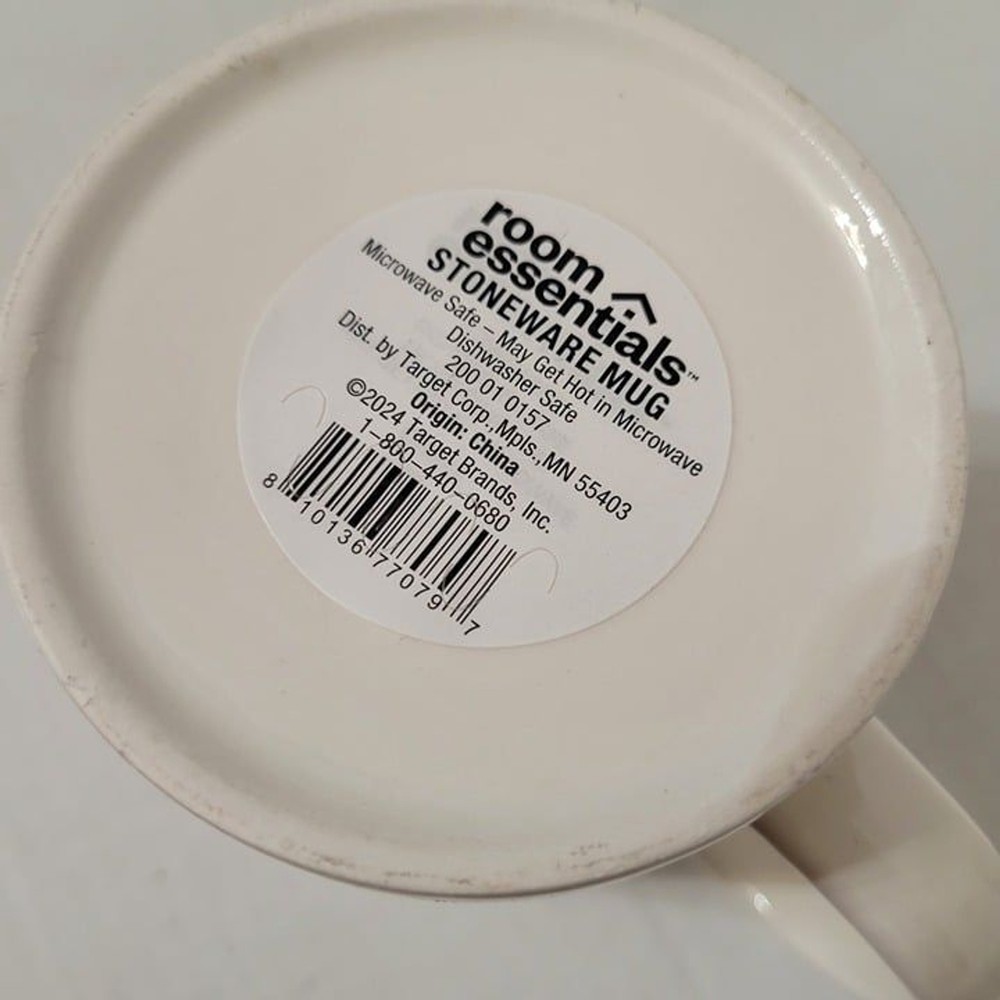 room
essentials™
STONEWARE MUG
Microwave Safe – May Get Hot in Microwave
Dishwasher Safe
200 01 0157
Dist. by Target Corp., Mpls., MN 55403
Origin: China
©2024 Target Brands, Inc.
1-800-440-0680
8 10136 77079 7